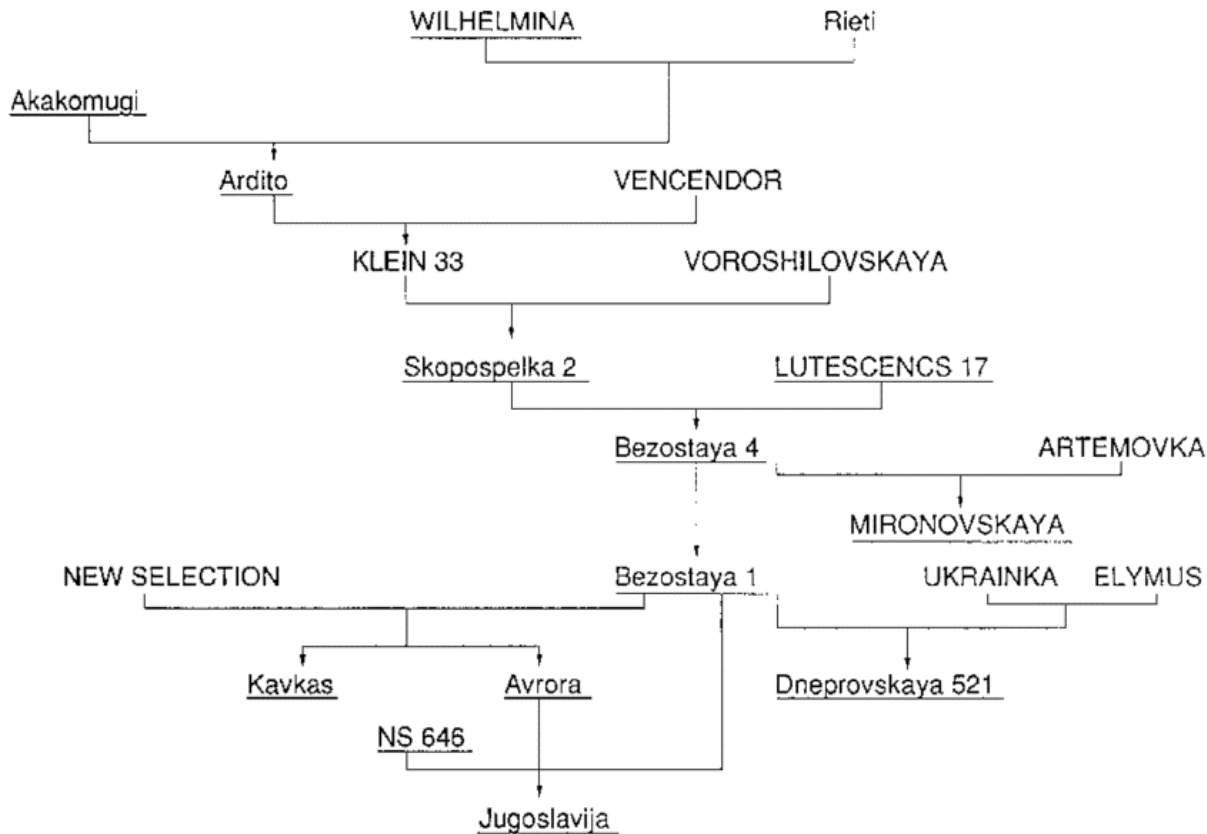 WILHELMINA Rieti
Akakomugi
Ardito VENCENDOR
KLEIN 33 VOROSHILOVSKAYA
Skopospelka 2 LUTESCENCS 17
Bezostaya 4 ARTEMOVKA
MIRONOVSKAYA
NEW SELECTION Bezostaya 1 UKRAINKA ELYMUS
Kavkas Avrora Dneprovskaya 521
NS 646
Jugoslavija